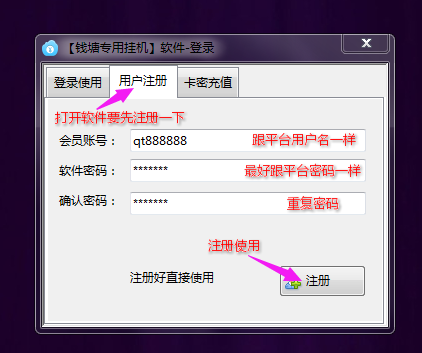 【钱塘专用挂机】软件-登录
登录使用 用户注册 卡密充值
打开软件要先注册一下
会员账号： qt888888 跟平台用户名一样
软件密码： ******* 最好跟平台密码一样
确认密码： ******* 重复密码
注册使用
注册好直接使用 注册